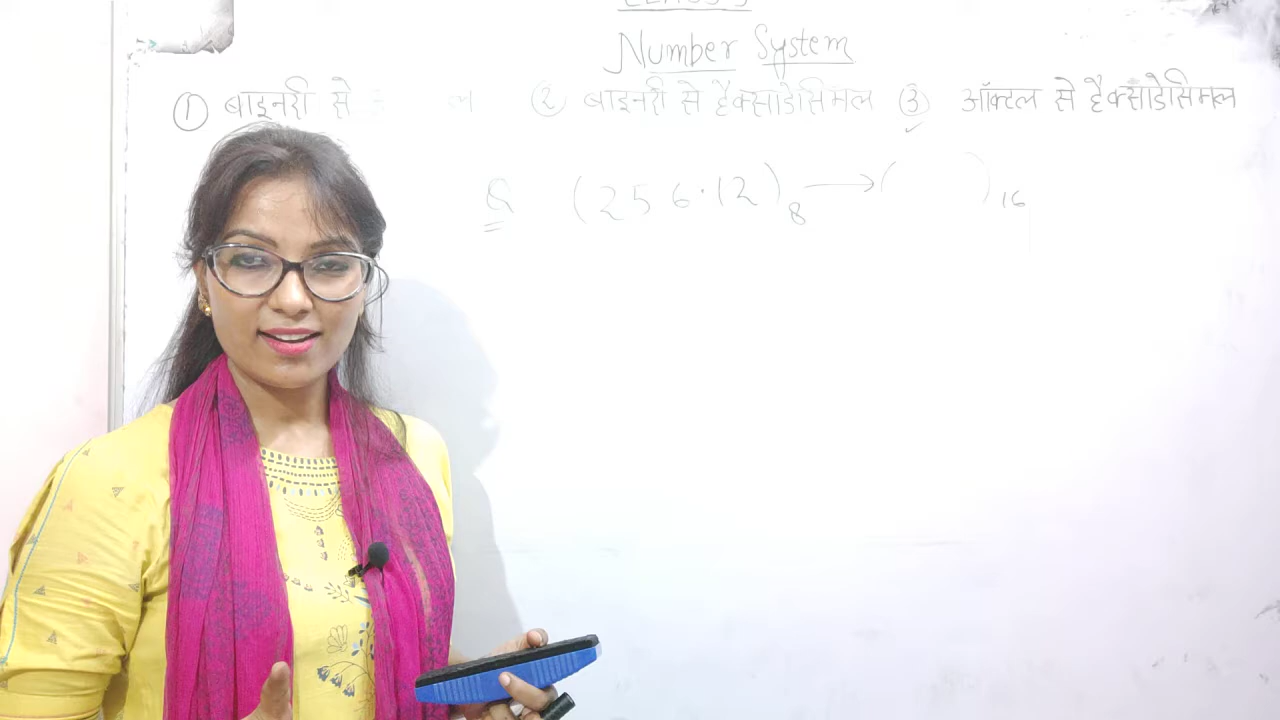 Number System
① बाइनरी से ② बाइनरी से हैक्साडेसिमल ③ ऑक्टल से हैक्साडेसिमल
Q (256.12)8 → ( )16